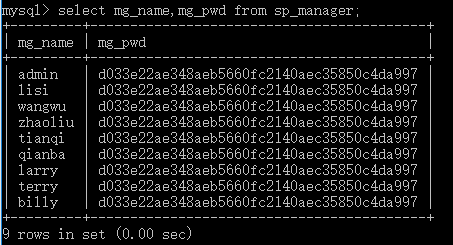 mysql> select mg_name,mg_pwd from sp_manager;
+----------+------------------------------------------+
| mg_name | mg_pwd |
+----------+------------------------------------------+
| admin | d033e22ae348aeb5660fc2140aec35850c4da997 |
| lisi | d033e22ae348aeb5660fc2140aec35850c4da997 |
| wangwu | d033e22ae348aeb5660fc2140aec35850c4da997 |
| zhaoliu | d033e22ae348aeb5660fc2140aec35850c4da997 |
| tianqi | d033e22ae348aeb5660fc2140aec35850c4da997 |
| qianba | d033e22ae348aeb5660fc2140aec35850c4da997 |
| larry | d033e22ae348aeb5660fc2140aec35850c4da997 |
| terry | d033e22ae348aeb5660fc2140aec35850c4da997 |
| billy | d033e22ae348aeb5660fc2140aec35850c4da997 |
+----------+------------------------------------------+
9 rows in set (0.00 sec)